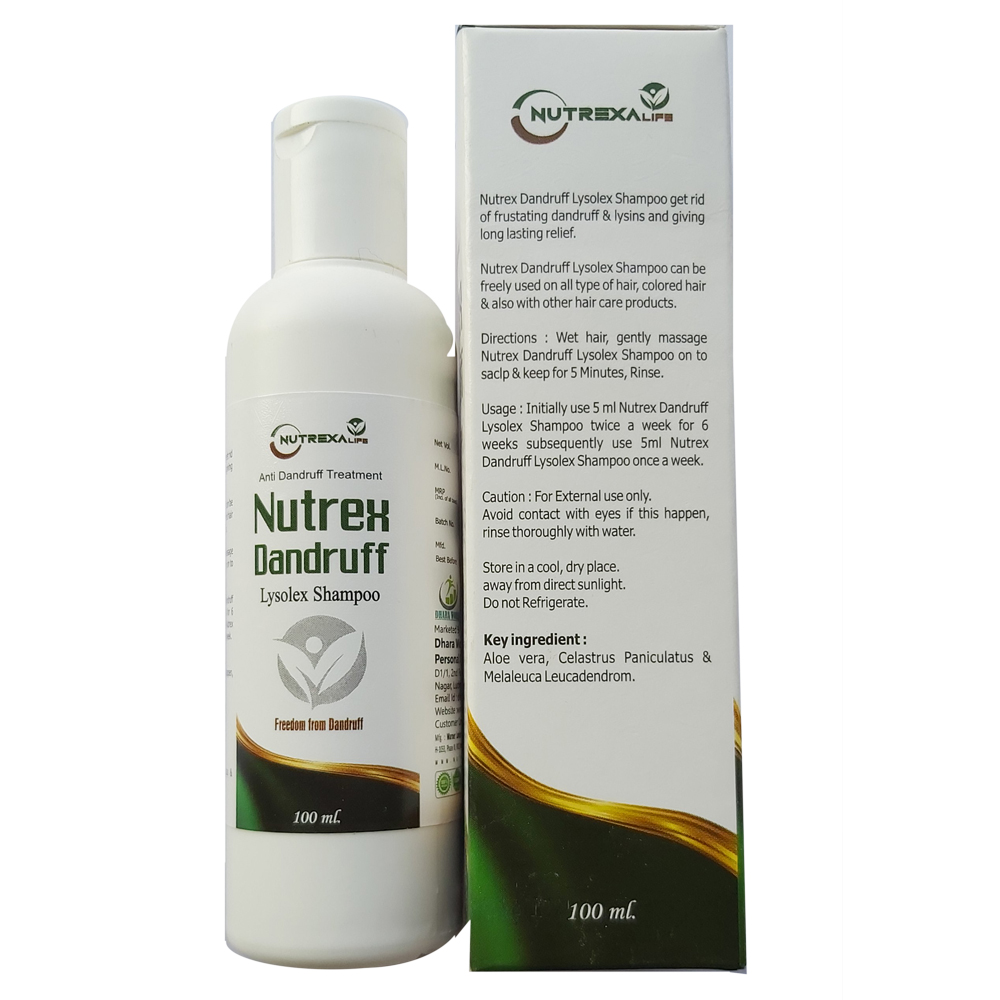 NUTREXA LIFE
Anti Dandruff Treatment
Nutrex
Dandruff
Lysolex Shampoo
Freedom from Dandruff
100 ml.
Net Vol.
M.L.No.
MRP
Batch No.
Mfd.
Best Before
Marketed
Dhara
Personal
D1/1, 2nd
Nagar,
Email Id
Website
Customer
NUTREXA LIFE
Nutrex Dandruff Lysolex Shampoo get rid
of frustating dandruff & lysins and giving
long lasting relief.
Nutrex Dandruff Lysolex Shampoo can be
freely used on all type of hair, colored hair
& also with other hair care products.
Directions : Wet hair, gently massage
Nutrex Dandruff Lysolex Shampoo on to
saclp & keep for 5 Minutes, Rinse.
Usage : Initially use 5 ml Nutrex Dandruff
Lysolex Shampoo twice a week for 6
weeks subsequently use 5ml Nutrex
Dandruff Lysolex Shampoo once a week.
Caution : For External use only.
Avoid contact with eyes if this happen,
rinse thoroughly with water.
Store in a cool, dry place.
away from direct sunlight.
Do not Refrigerate.
Key ingredient :
Aloe vera, Celastrus Paniculatus &
Melaleuca Leucadendrom.
100 ml.